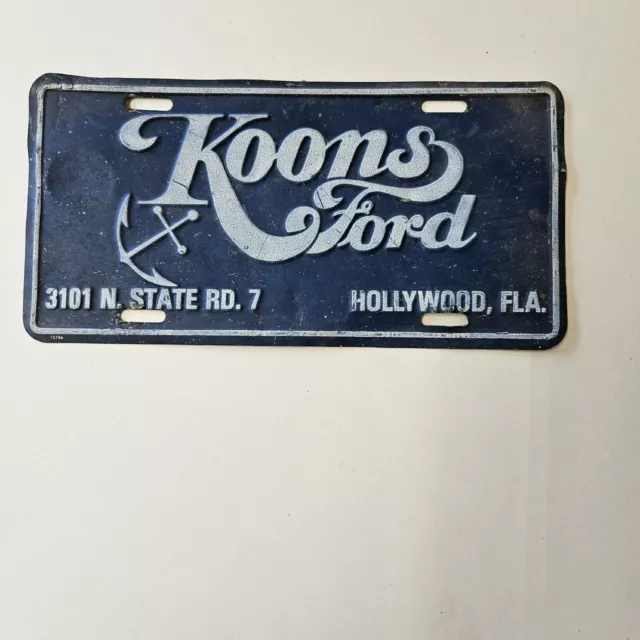 Koons
Ford
3101 N. STATE RD. 7 HOLLYWOOD, FLA.